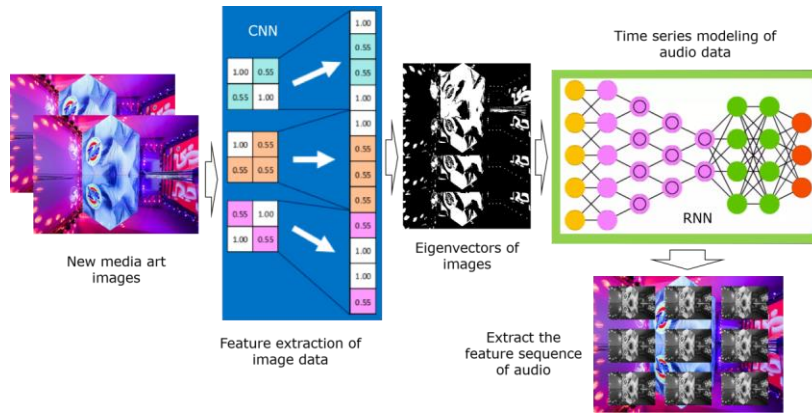 CNN
1.00 0.55
0.55 1.00
1.00 0.55
0.55 0.55
0.55 1.00
1.00 0.55
1.00
0.55
0.55
1.00
1.00
0.55
0.55
0.55
0.55
1.00
1.00
0.55
New media art
images
Feature extraction of
image data
Eigenvectors of
images
Time series modeling of
audio data
RNN
Extract the
feature sequence
of audio